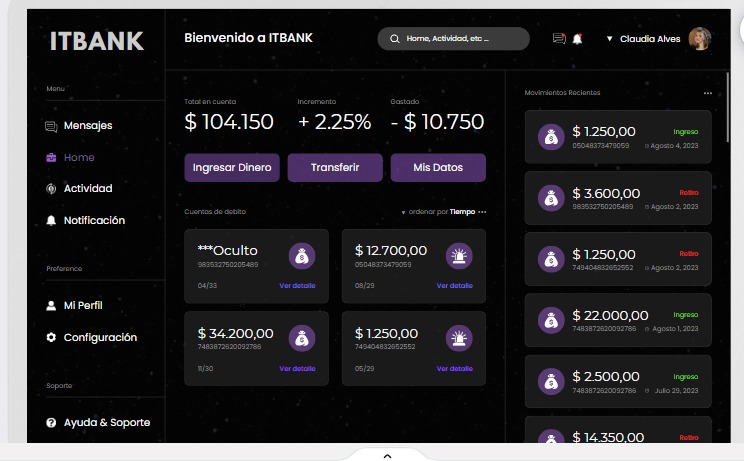 ITBANK
Bienvenido a ITBANK
Home, Actividad, etc ...
Claudia Alves
Menu
Mensajes
Home
Actividad
Notificación
Preference
Mi Perfil
Configuración
Soporte
Ayuda & Soporte
Total en cuenta
$ 104.150
Incremento
+ 2.25%
Gastado
- $ 10.750
Ingresar Dinero
Transferir
Mis Datos
Cuentas de debito
ordenar por Tiempo
***Oculto
983532750205489
04/33
Ver detalle
$ 12.700,00
05048373479059
08/29
Ver detalle
$ 34.200,00
7483872620092786
11/30
Ver detalle
$ 1.250,00
749404832652552
05/29
Ver detalle
Movimientos Recientes
$ 1.250,00
Ingreso
05048373479059
Agosto 4, 2023
$ 3.600,00
Retiro
983532750205489
Agosto 2, 2023
$ 1.250,00
Retiro
749404832652552
Agosto 2, 2023
$ 22.000,00
Ingreso
7483872620092786
Agosto 1, 2023
$ 2.500,00
Ingreso
7483872620092786
Julio 29, 2023
$ 14.350,00
Retiro